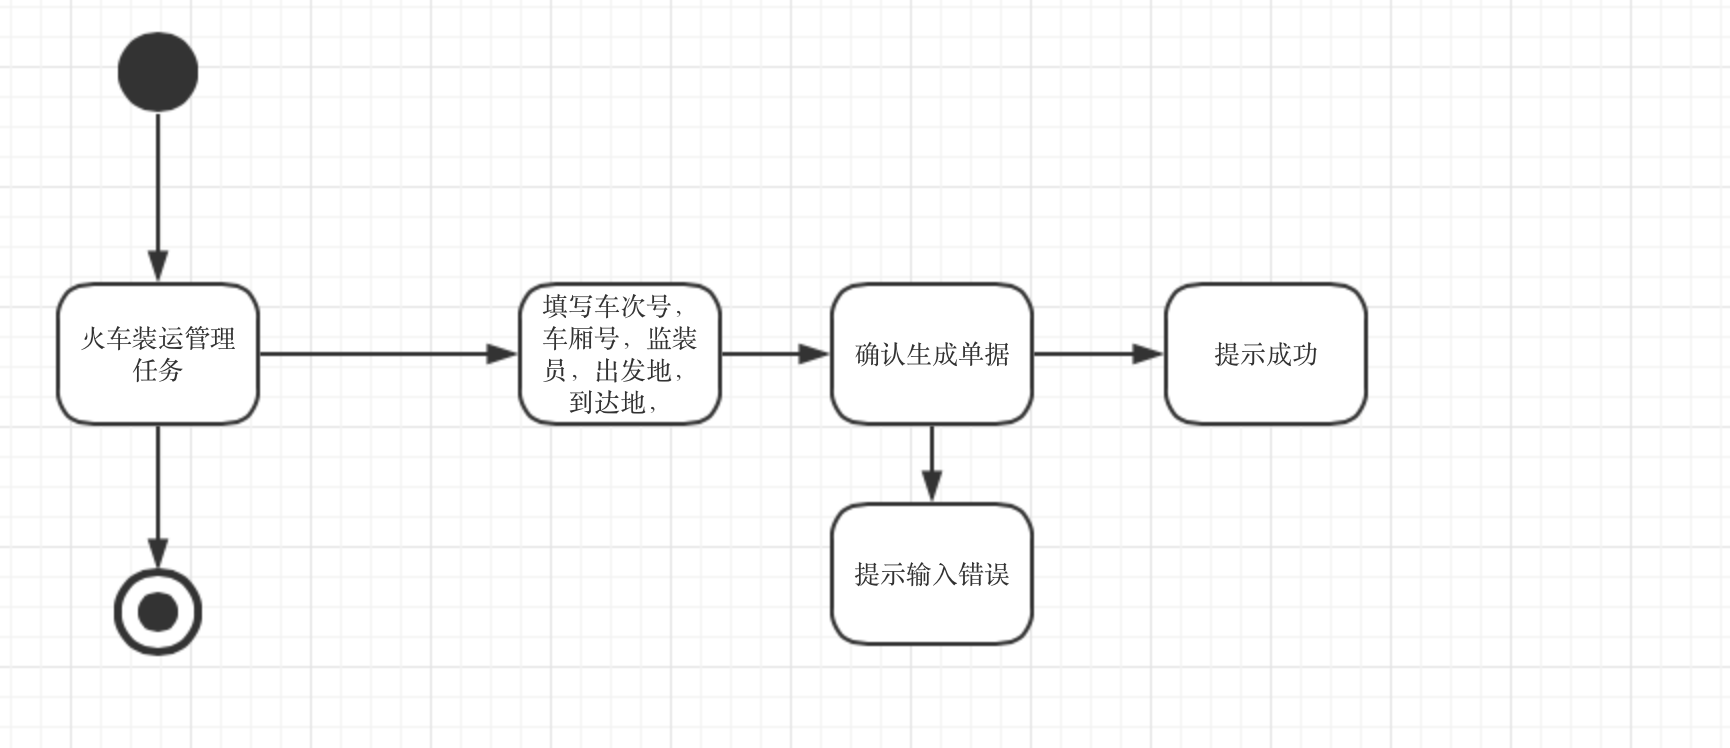 火车装运管理
任务
填写车次号，
车厢号，监装
员，出发地，
到达地，
确认生成单据
提示成功
提示输入错误